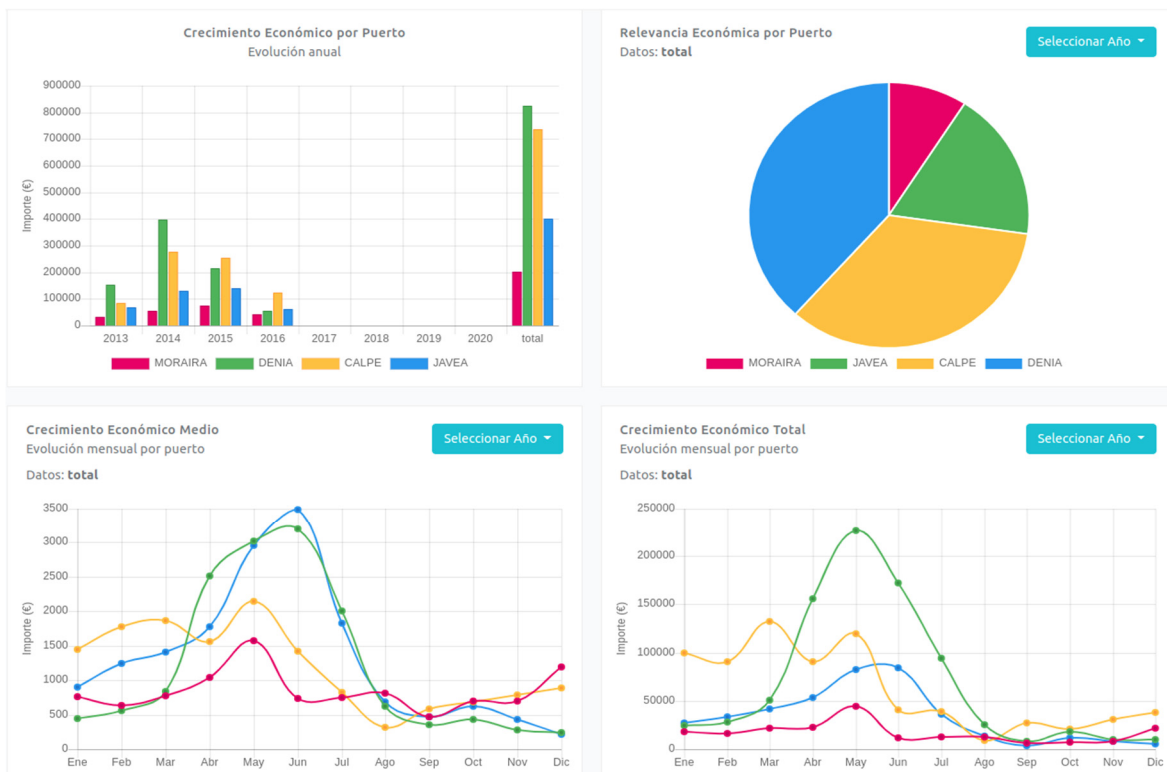 Crecimiento Económico por Puerto
Evolución anual
900000
800000
700000
600000
500000
400000
300000
200000
100000
0
Importe (€)
2013 2014 2015 2016 2017 2018 2019 2020 total
MORAIRA DENIA CALPE JAVEA
Relevancia Económica por Puerto
Datos: total
Seleccionar Año
MORAIRA JAVEA CALPE DENIA
Crecimiento Económico Medio
Evolución mensual por puerto
Datos: total
Seleccionar Año
3500
3000
2500
2000
1500
1000
500
0
Importe (€)
Ene Feb Mar Abr May Jun Jul Ago Sep Oct Nov Dic
Crecimiento Económico Total
Evolución mensual por puerto
Datos: total
Seleccionar Año
250000
200000
150000
100000
50000
0
Importe (€)
Ene Feb Mar Abr May Jun Jul Ago Sep Oct Nov Dic